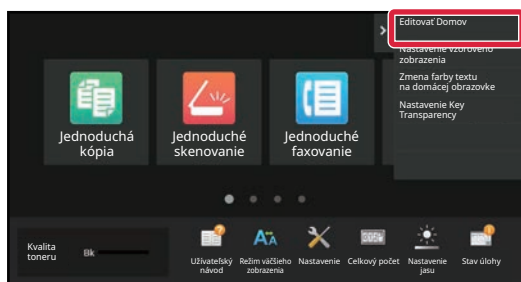 Editovať Domov
Nastavenie vzorového
zobrazenia
Zmena farby textu
na domácej obrazovke
Nastavenie Key
Transparency
Jednoduchá
kópia
Jednoduché
skenovanie
Jednoduché
faxovanie
Kvalita
toneru
Bk
Užívateľský
návod
Režim väčšieho
zobrazenia
Nastavenie
Celkový počet
Nastavenie
jasu
Stav úlohy